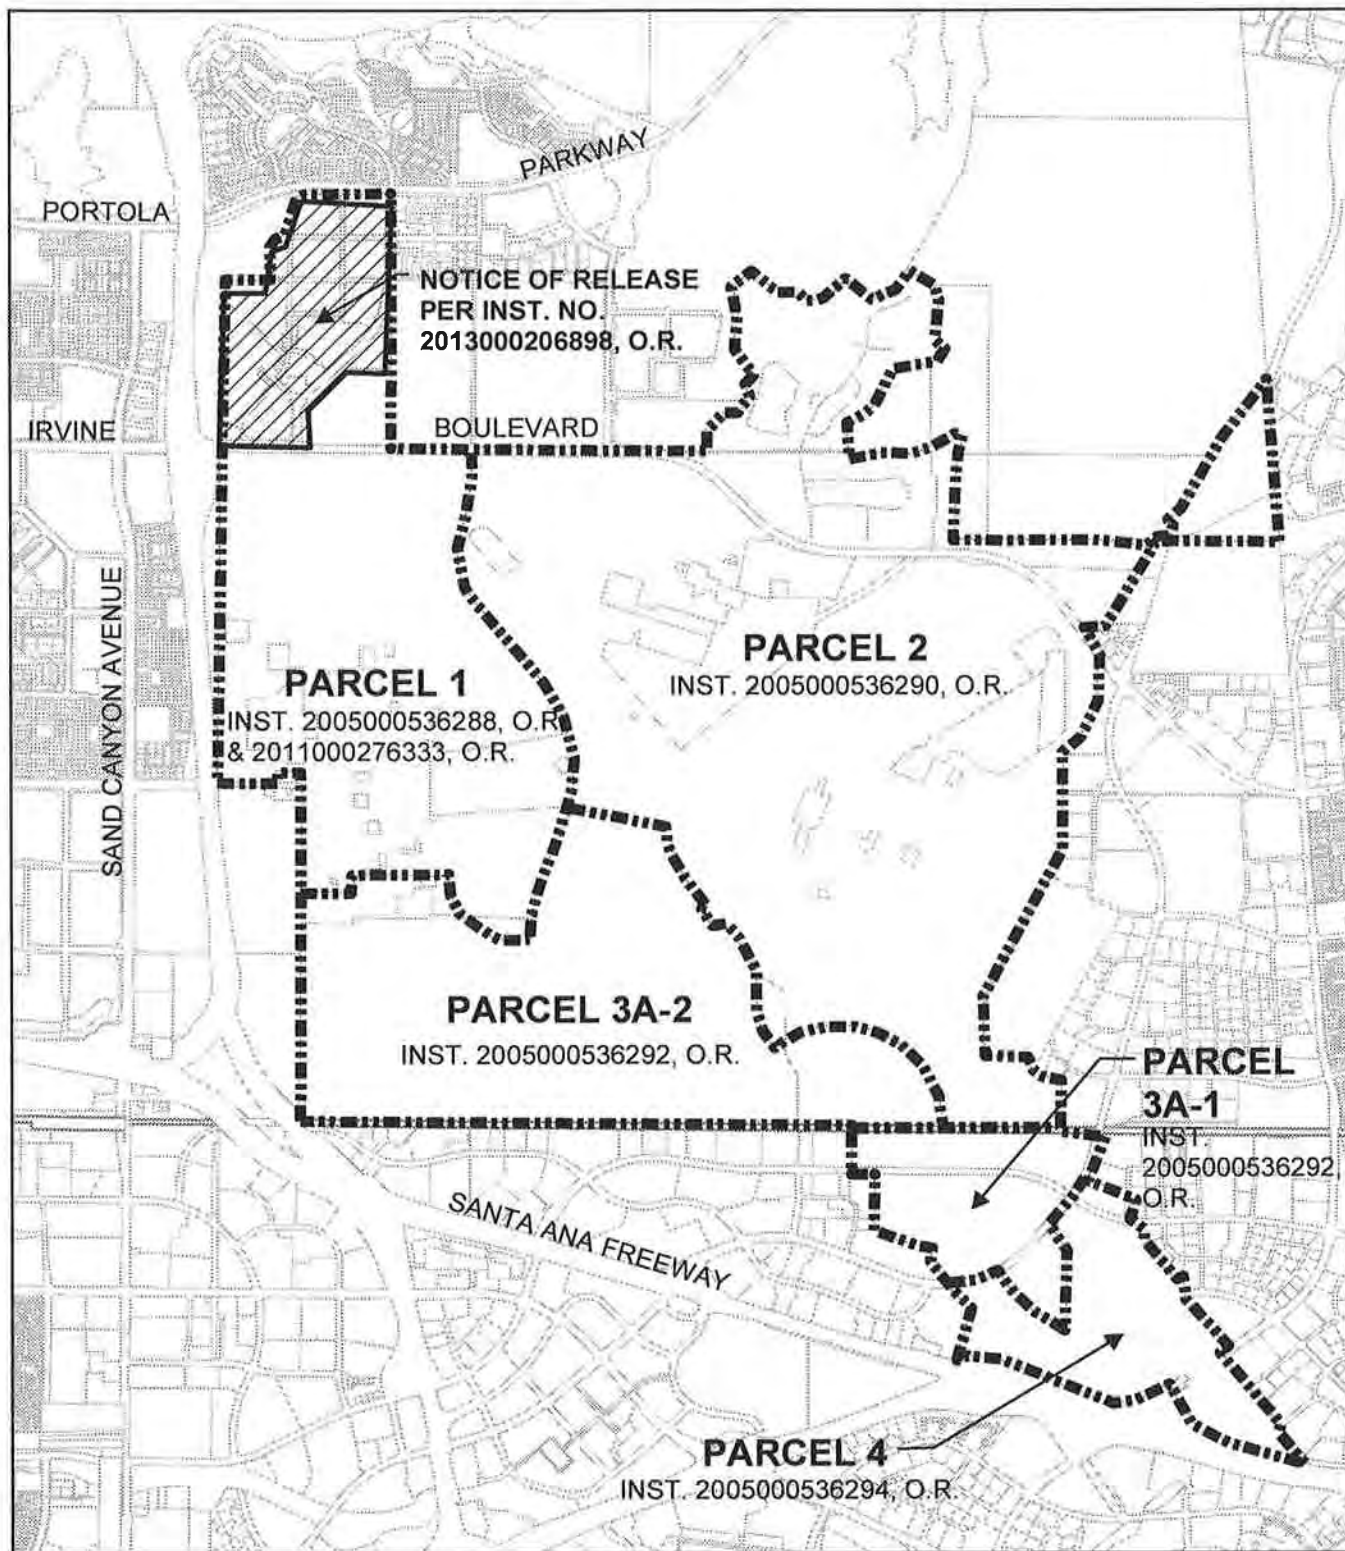 PARKWAY
PORTOLA
NOTICE OF RELEASE
PER INST. NO.
2013000206898, O.R.
IRVINE
BOULEVARD
SAND CANYON AVENUE
PARCEL 1
INST. 2005000536288, O.R.
& 2011000276333, O.R.
PARCEL 2
INST. 2005000536290, O.R.
PARCEL 3A-2
INST. 2005000536292, O.R.
PARCEL
3A-1
INST.
2005000536292,
O.R.
SANTA ANA FREEWAY
PARCEL 4
INST. 2005000536294, O.R.